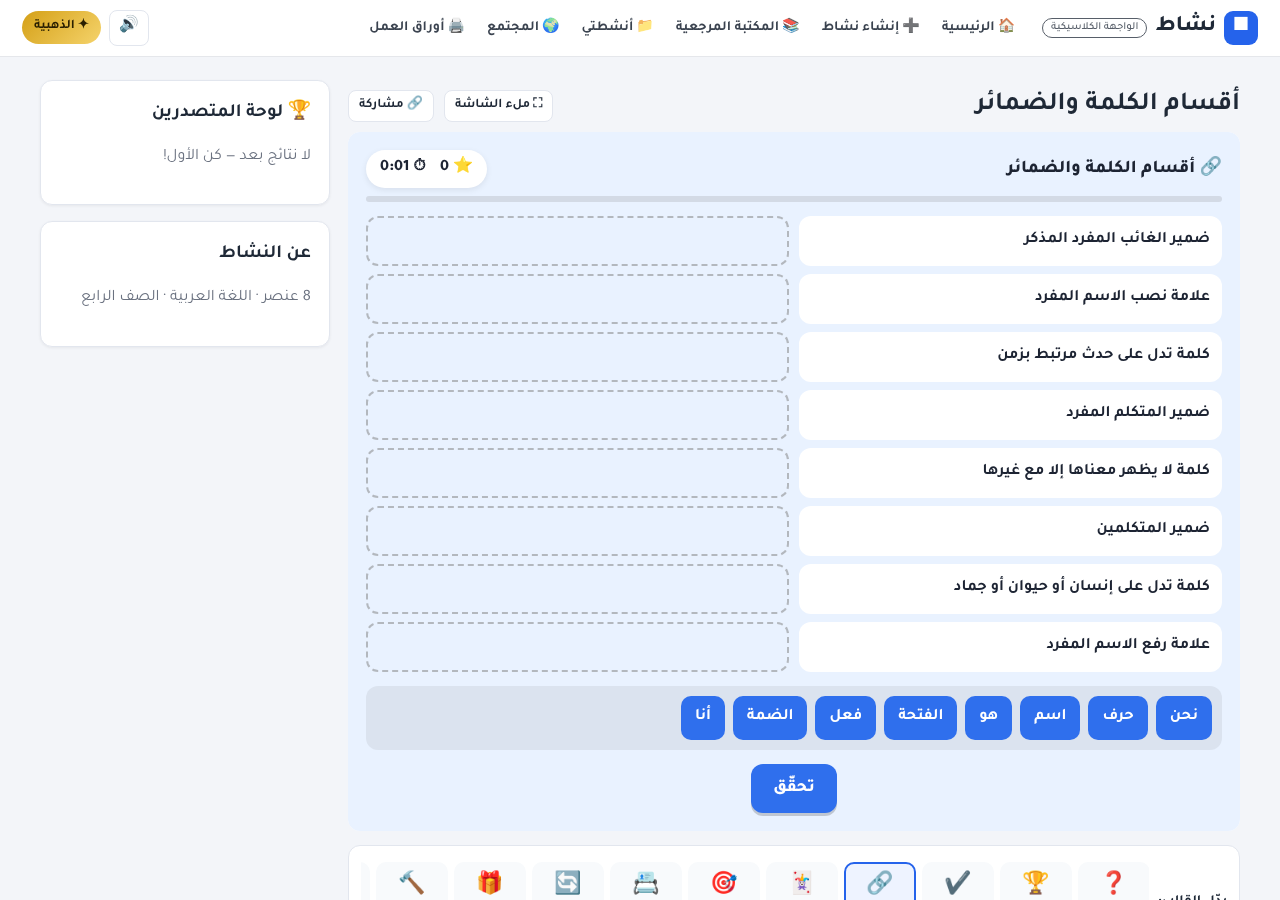 نشاط
الواجهة الكلاسيكية
🏠 الرئيسية
➕ إنشاء نشاط
📚 المكتبة المرجعية
📁 أنشطتي
🌍 المجتمع
🖨️ أوراق العمل
🔊
✦ الذهبية
أقسام الكلمة والضمائر
⛶ ملء الشاشة
🔗 مشاركة
🔗 أقسام الكلمة والضمائر
⭐ 0 ⏱ 0:01
ضمير الغائب المفرد المذكر
علامة نصب الاسم المفرد
كلمة تدل على حدث مرتبط بزمن
ضمير المتكلم المفرد
كلمة لا يظهر معناها إلا مع غيرها
ضمير المتكلمين
كلمة تدل على إنسان أو حيوان أو جماد
علامة رفع الاسم المفرد
نحن حرف اسم هو الفتحة فعل الضمة أنا
تحقّق
🏆 لوحة المتصدرين
لا نتائج بعد – كن الأول!
عن النشاط
8 عنصر · اللغة العربية · الصف الرابع